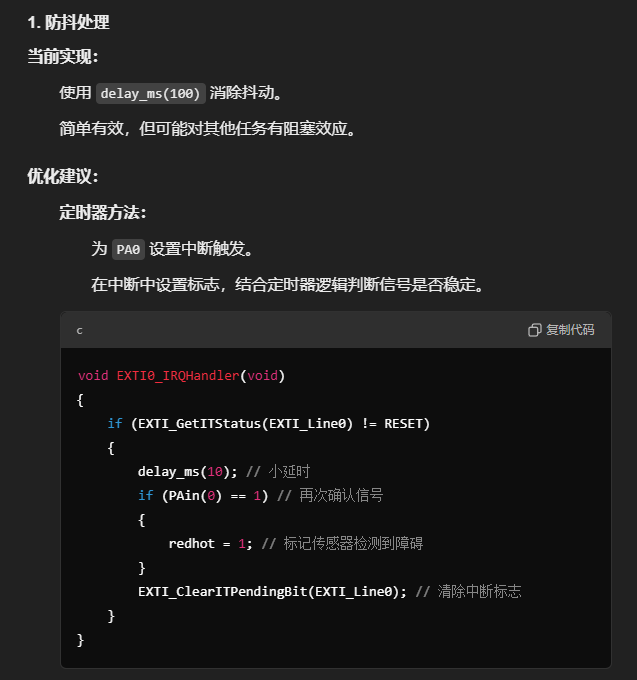 1. 防抖处理
当前实现：
使用 delay_ms(100) 消除抖动。
简单有效，但可能对其他任务有阻塞效应。
优化建议：
定时器方法：
为 PA0 设置中断触发。
在中断中设置标志，结合定时器逻辑判断信号是否稳定。
c 复制代码
void EXTI0_IRQHandler(void)
{
    if (EXTI_GetITStatus(EXTI_Line0) != RESET)
    {
        delay_ms(10); // 小延时
        if (PAin(0) == 1) // 再次确认信号
        {
            redhot = 1; // 标记传感器检测到障碍
        }
        EXTI_ClearITPendingBit(EXTI_Line0); // 清除中断标志
    }
}